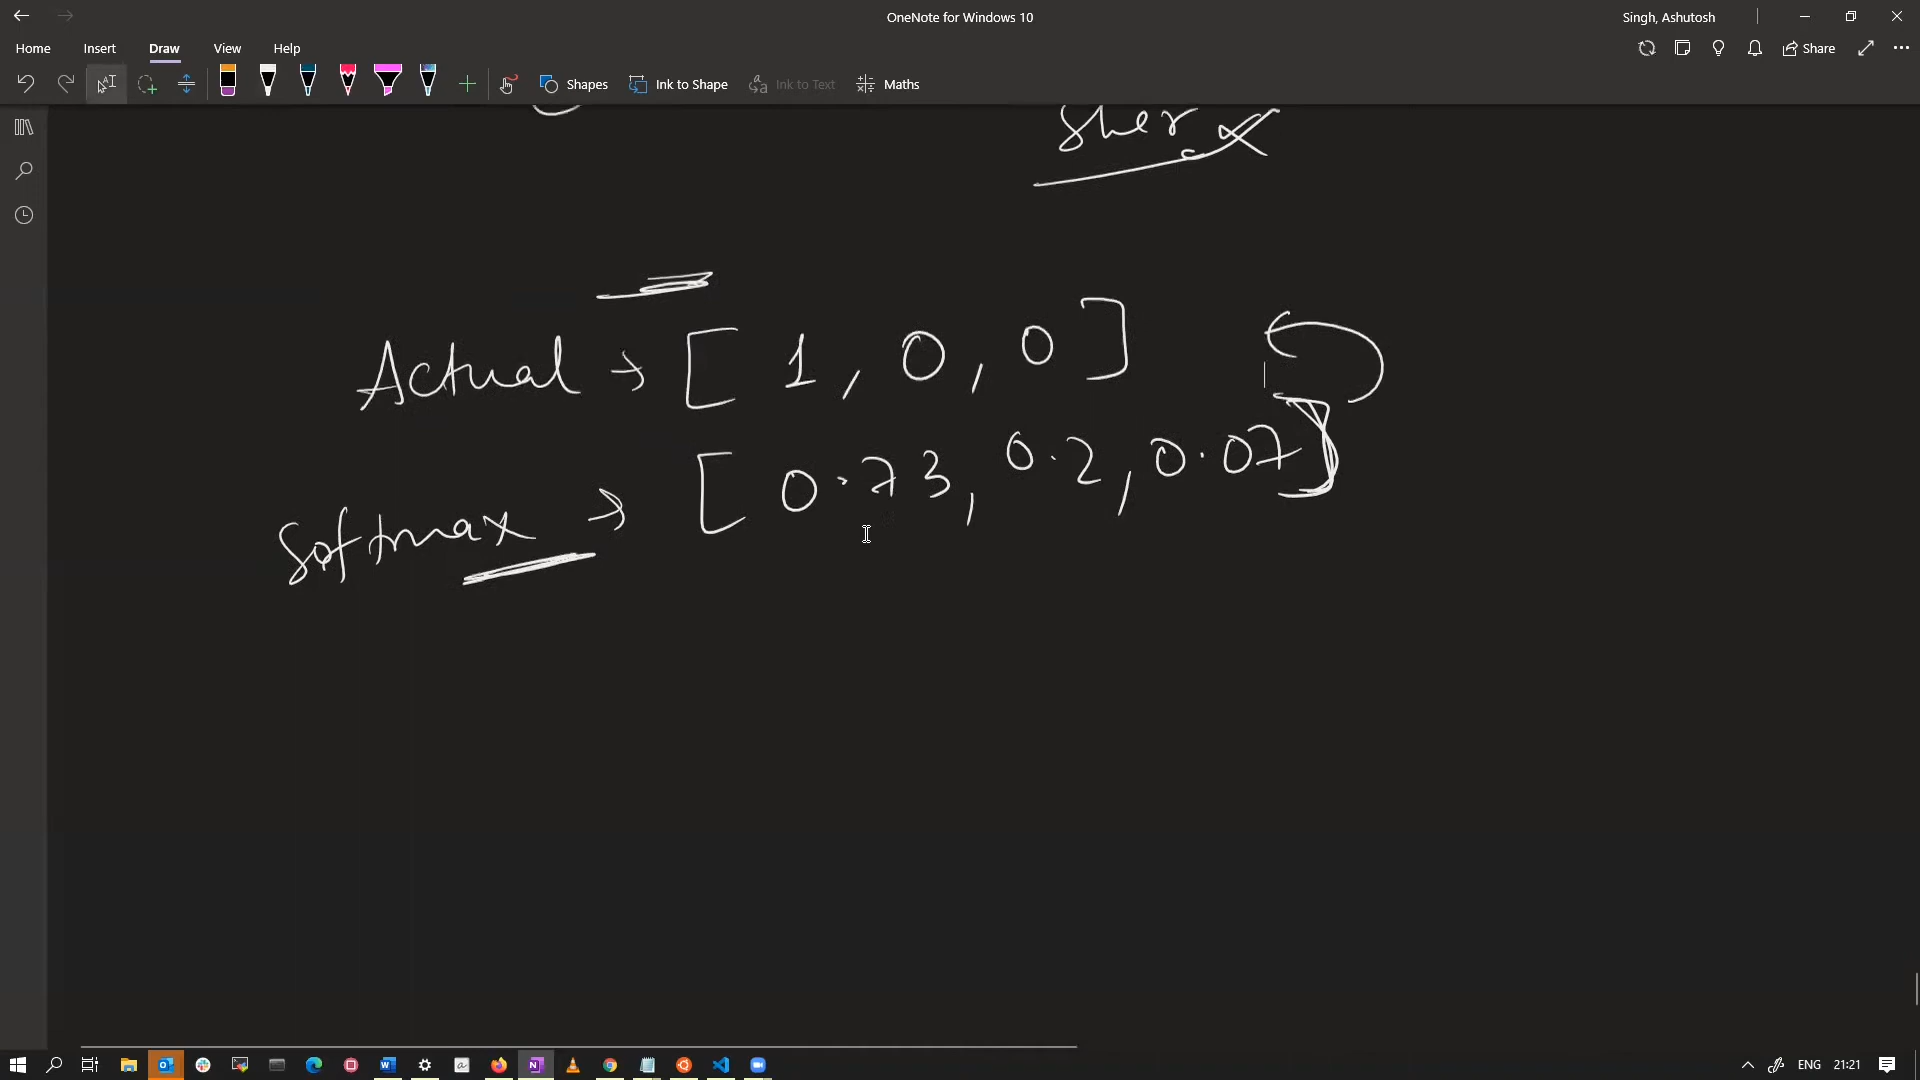 OneNote for Windows 10
Singh, Ashutosh
Home Insert Draw View Help
Share
Shapes Ink to Shape Ink to Text Maths
Sher
Actual → [ 1, 0, 0 ]
Softmax → [ 0.73, 0.2, 0.07 ]
ENG 21:21